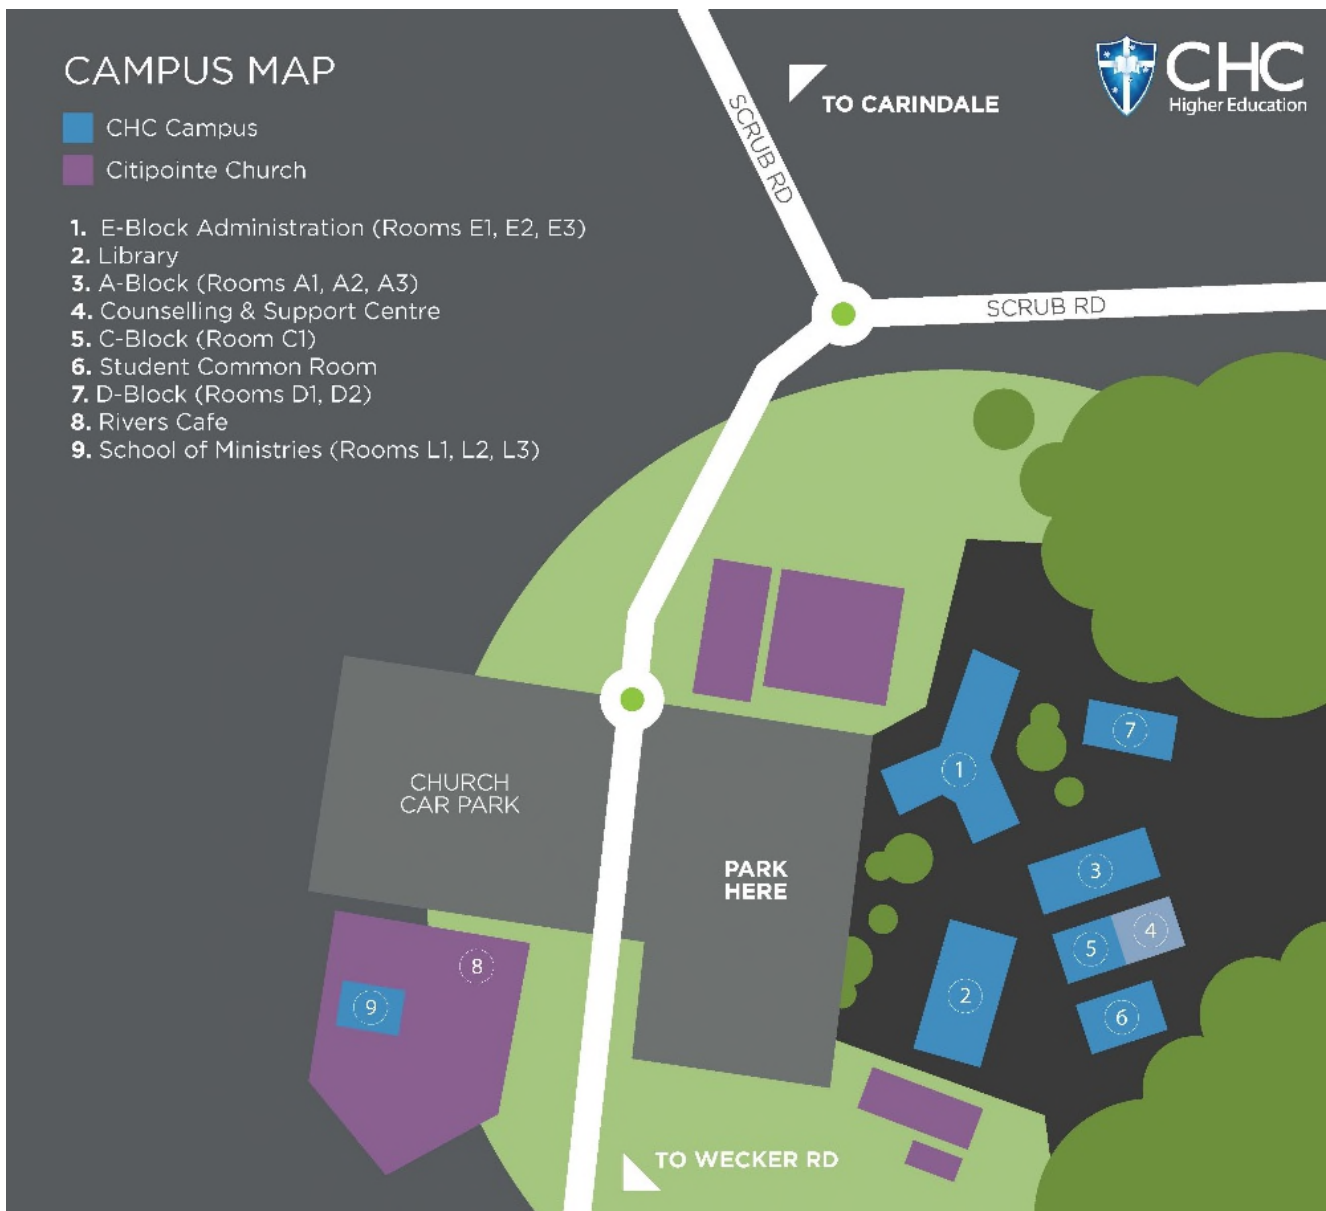 CAMPUS MAP
CHC Campus
Citipointe Church
1. E-Block Administration (Rooms E1, E2, E3)
2. Library
3. A-Block (Rooms A1, A2, A3)
4. Counselling & Support Centre
5. C-Block (Room C1)
6. Student Common Room
7. D-Block (Rooms D1, D2)
8. Rivers Cafe
9. School of Ministries (Rooms L1, L2, L3)
CHC
Higher Education
TO CARINDALE
SCRUB RD
SCRUB RD
CHURCH
CAR PARK
PARK
HERE
1
7
3
4
5
2
6
8
9
TO WECKER RD